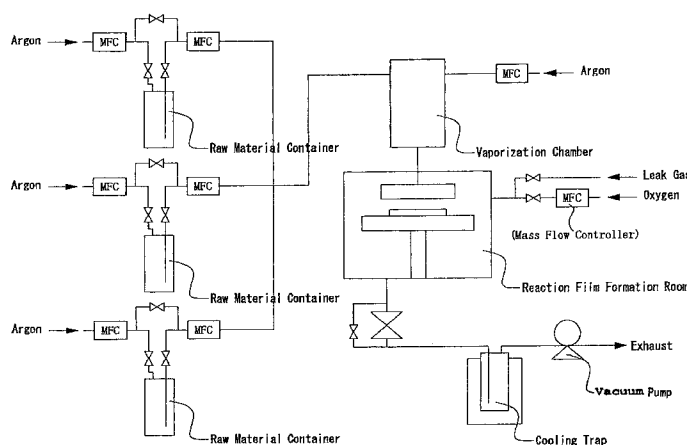 Argon
MFC
MFC
Raw Material Container
MFC
Argon
Vaporization Chamber
Argon
MFC
MFC
Leak Gas
Oxygen
MFC
(Mass Flow Controller)
Raw Material Container
Reaction Fiim Formation Room
Argon
MFC
MFC
Exhaust
Vacuum Pump
Raw Material Container
Cooling Trap